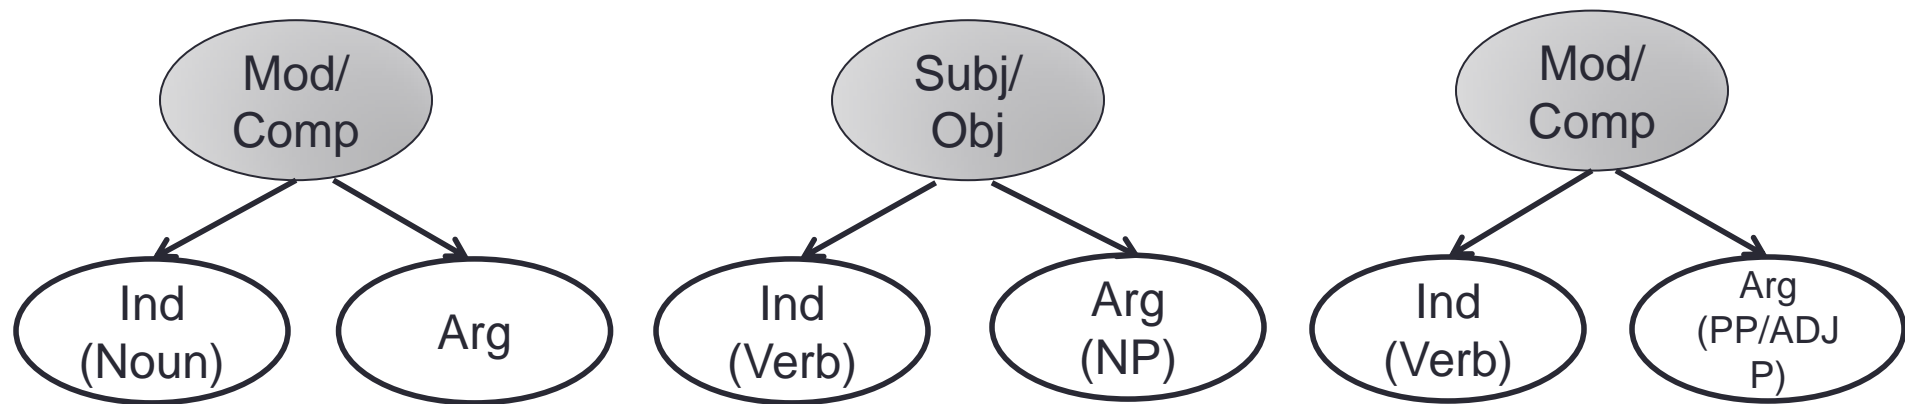 Mod/
Comp
Subj/
Obj
Mod/
Comp
Ind
(Noun)
Arg
Ind
(Verb)
Arg
(NP)
Ind
(Verb)
Arg
(PP/ADJ
P)